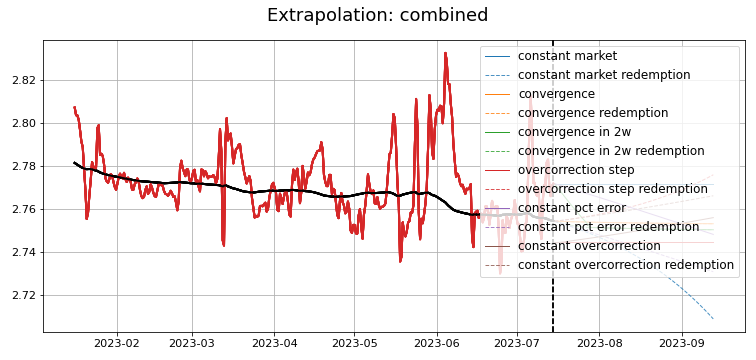 Extrapolation: combined
constant market
constant market redemption
convergence
convergence redemption
convergence in 2w
convergence in 2w redemption
overcorrection step
overcorrection step redemption
constant pct error
constant pct error redemption
constant overcorrection
constant overcorrection redemption
2.82
2.80
2.78
2.76
2.74
2.72
2023-02 2023-03 2023-04 2023-05 2023-06 2023-07 2023-08 2023-09